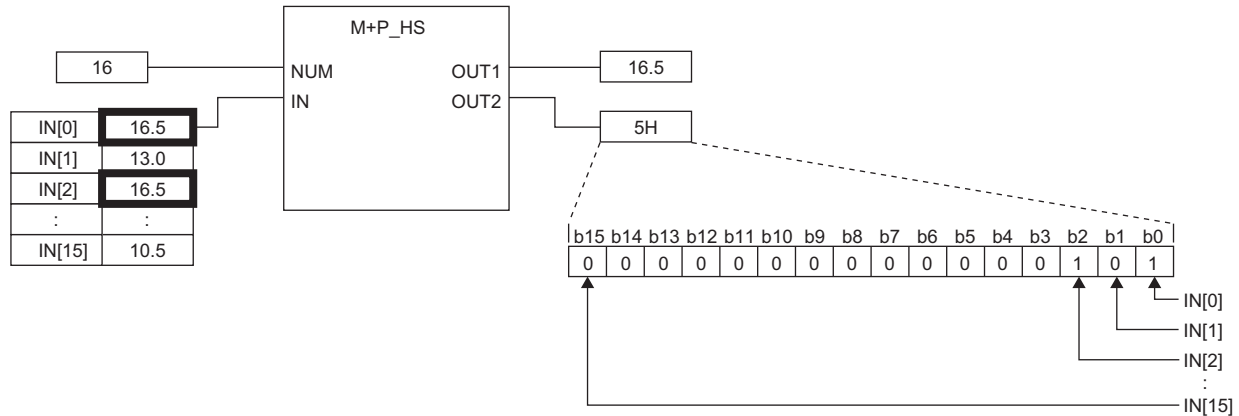 M+P_HS
16
NUM
OUT1
16.5
IN
OUT2
5H
IN[0] 16.5
IN[1] 13.0
IN[2] 16.5
: :
IN[15] 10.5
b15 b14 b13 b12 b11 b10 b9 b8 b7 b6 b5 b4 b3 b2 b1 b0
0 0 0 0 0 0 0 0 0 0 0 0 0 1 0 1
IN[0]
IN[1]
IN[2]
:
IN[15]